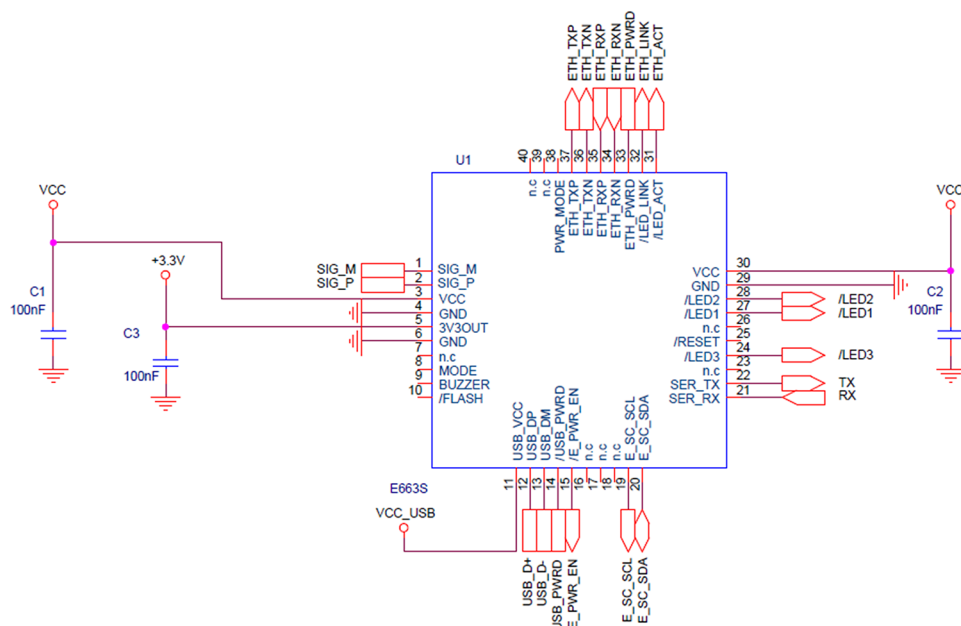 ETH_TXP
ETH_TXN
ETH_RXP
ETH_RXN
ETH_PWRD
ETH_LINK
ETH_ACT
U1
40
39
38
37
36
35
34
33
32
31
n.c
n.c
PWR_MODE
ETH_TXP
ETH_TXN
ETH_RXP
ETH_RXN
ETH_PWRD
/LED_LINK
/LED_ACT
VCC
VCC
+3.3V
C1
100nF
C3
100nF
C2
100nF
SIG_M 1 SIG_M
SIG_P 2 SIG_P
3 VCC
4 GND
5 3V3OUT
6 GND
7 n.c
8 MODE
9 BUZZER
10 /FLASH
VCC 30
GND 29
/LED2 28 /LED2
/LED1 27 /LED1
n.c 26
/RESET 25
/LED3 24 /LED3
n.c 23
SER_TX 22 TX
SER_RX 21 RX
USB_VCC
USB_DP
USB_DM
/USB_PWRD
/E_PWR_EN
n.c
n.c
n.c
E_SC_SCL
E_SC_SDA
11
12
13
14
15
16
17
18
19
20
E663S
VCC_USB
USB_D+
USB_D-
USB_PWRD
E_PWR_EN
E_SC_SCL
E_SC_SDA